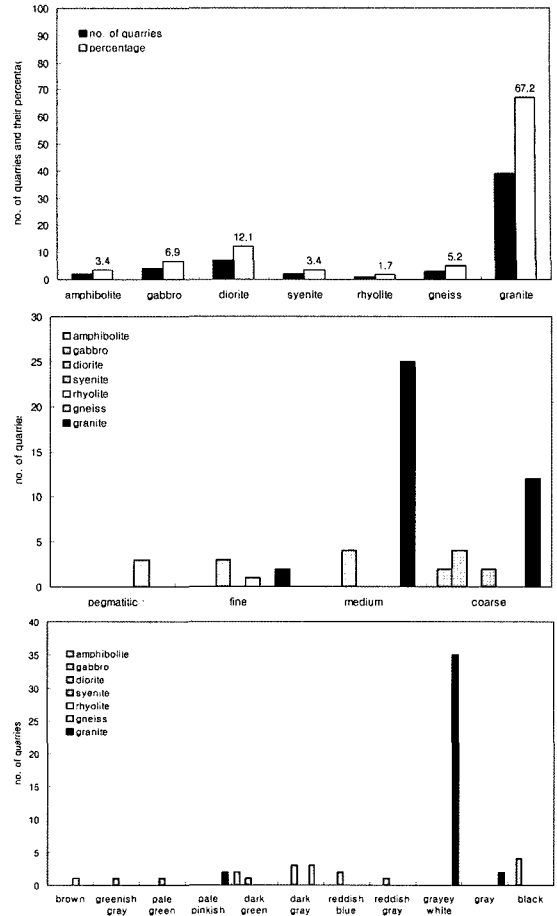 no. of quarries and their percenta
100
90
80
70
60
50
40
30
20
10
0
no. of quarries
percentage
3.4
6.9
12.1
3.4
1.7
5.2
67.2
amphibolite gabbro diorite syenite rhyolite gneiss granite
no. of quarrie
30
25
20
15
10
5
0
amphibolite
gabbro
diorite
syenite
rhyolite
gneiss
granite
pegmatitic fine medium coarse
no. of quarries
40
35
30
25
20
15
10
5
0
amphibolite
gabbro
diorite
syenite
rhyolite
gneiss
granite
brown greenish pale pale dark dark reddish reddish grayey gray black
gray green pinkish green gray blue gray white